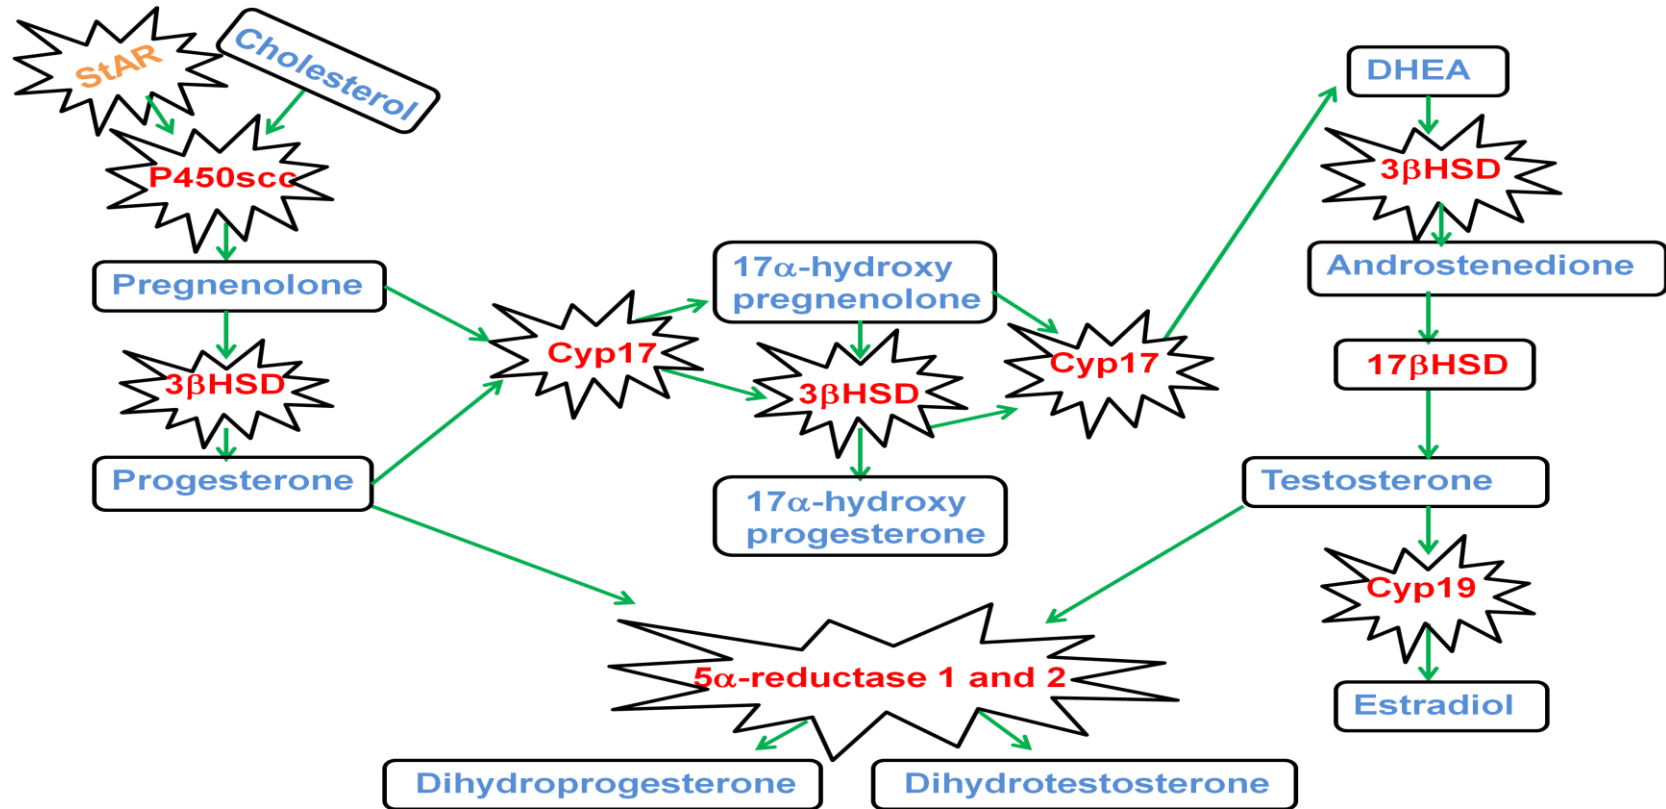 StAR
Cholesterol
P450scc
Pregnenolone
3βHSD
Progesterone
Cyp17
17α-hydroxy
pregnenolone
3βHSD
17α-hydroxy
progesterone
Cyp17
DHEA
3βHSD
Androstenedione
17βHSD
Testosterone
Cyp19
Estradiol
5α-reductase 1 and 2
Dihydroprogesterone
Dihydrotestosterone